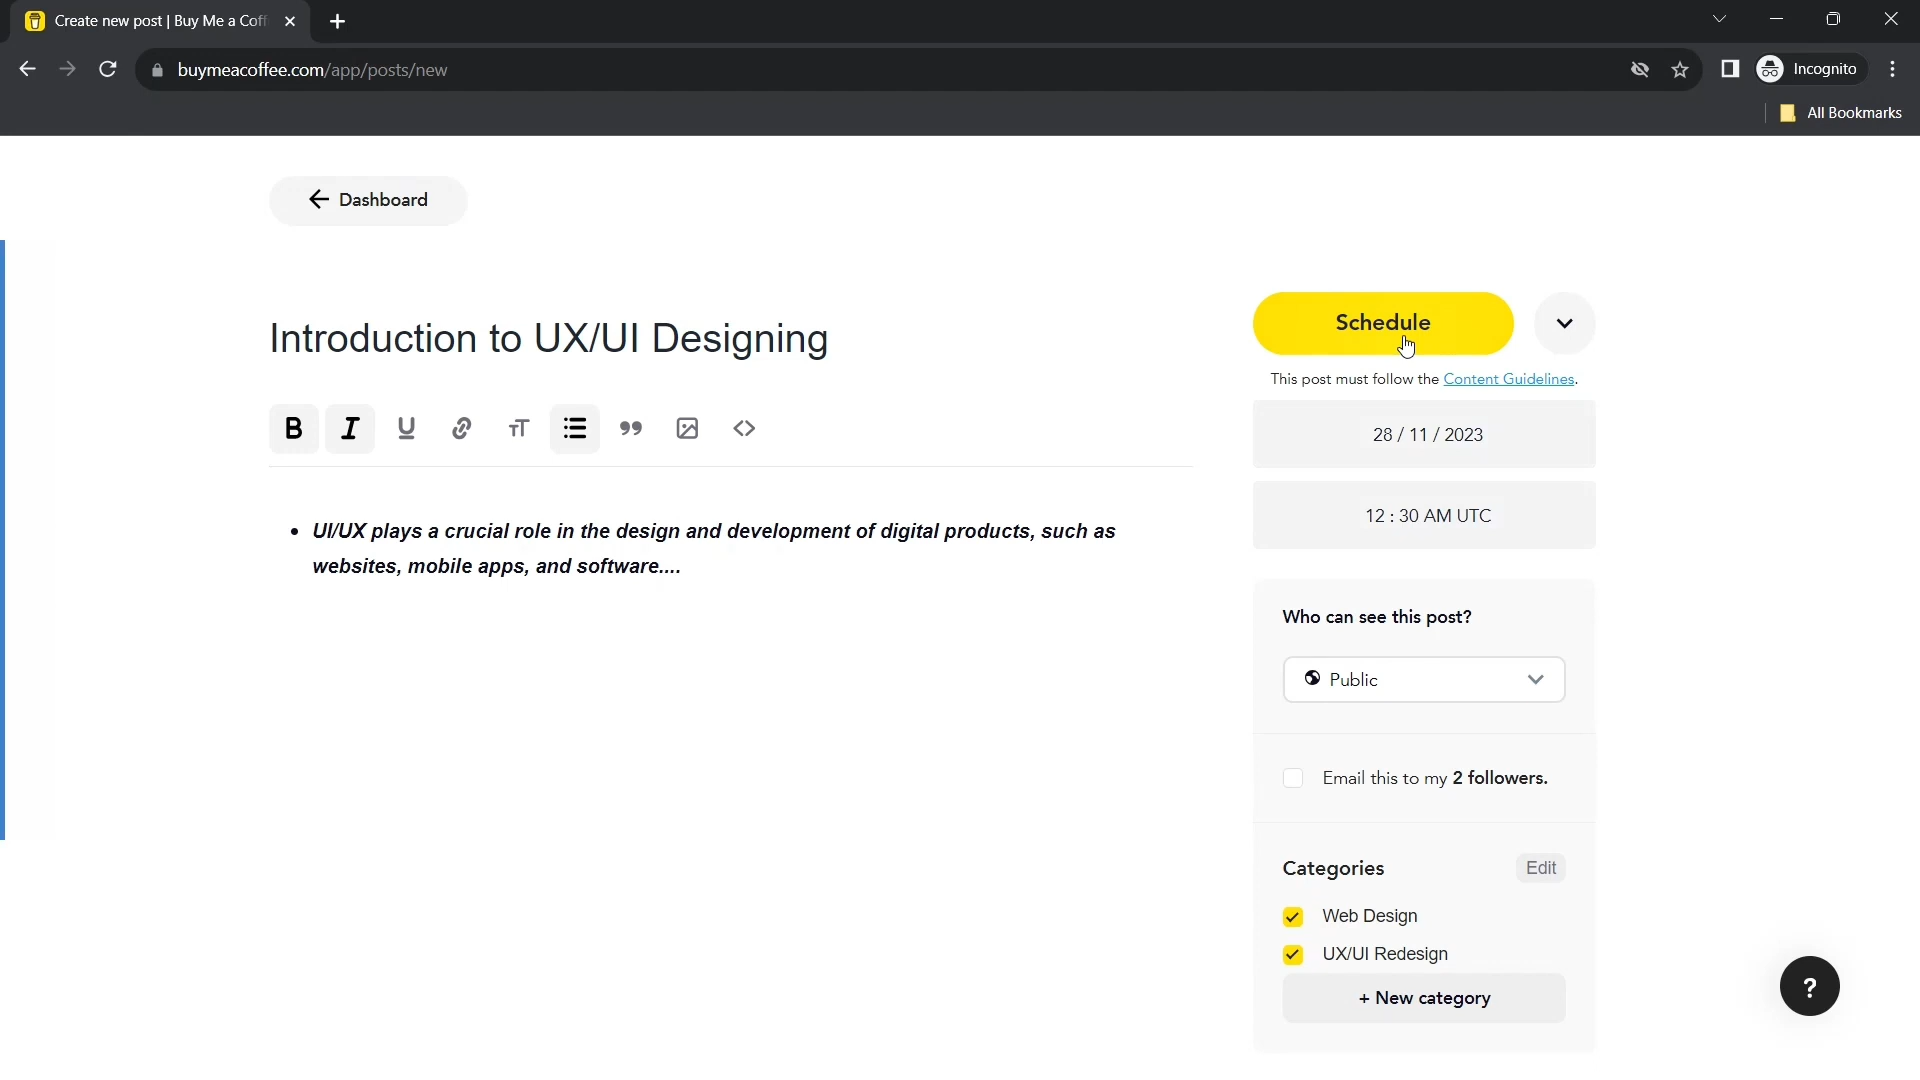 Create new post | Buy Me a Coff
buymeacoffee.com/app/posts/new
Incognito
All Bookmarks
Dashboard
Introduction to UX/UI Designing
Schedule
This post must follow the Content Guidelines.
B I U
28 / 11 / 2023
UI/UX plays a crucial role in the design and development of digital products, such as
websites, mobile apps, and software....
12 : 30 AM UTC
Who can see this post?
Public
Email this to my 2 followers.
Categories
Edit
Web Design
UX/UI Redesign
+ New category
?